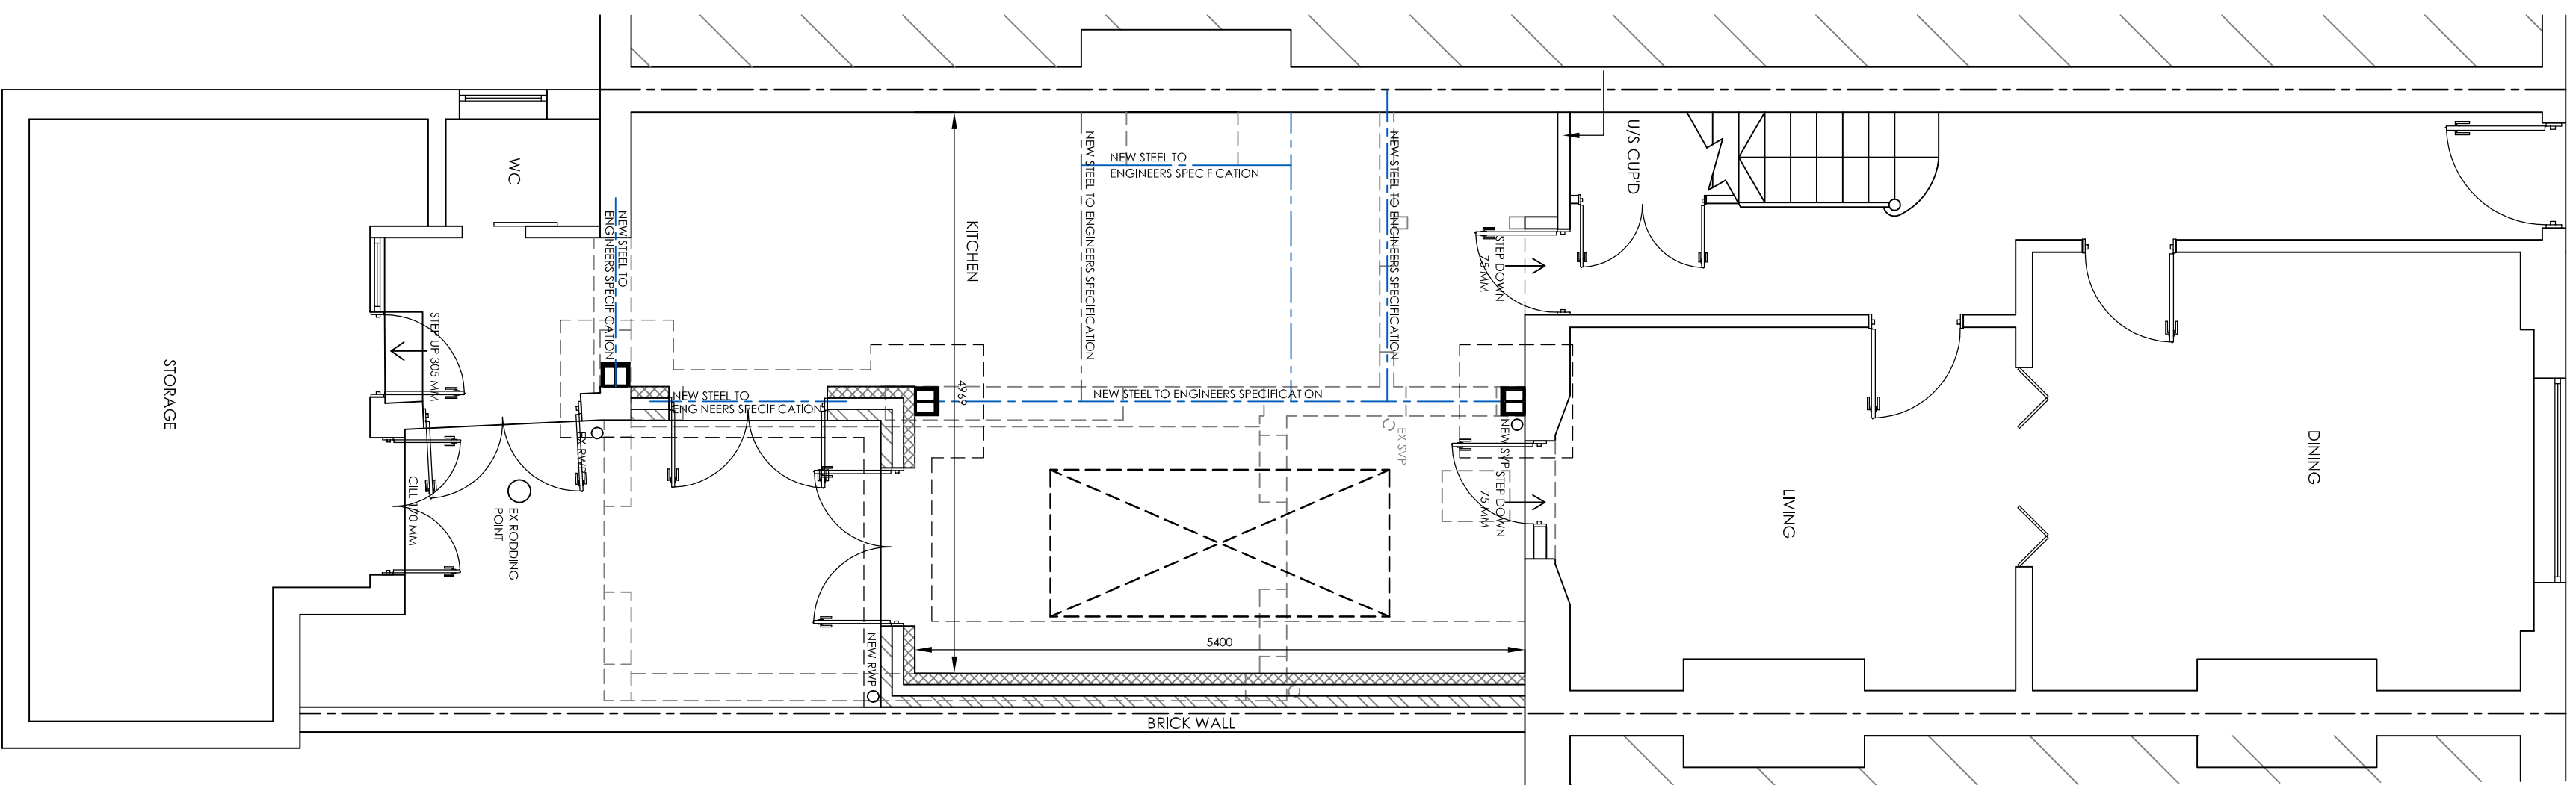 WC
STORAGE
STEP UP 305 MM
CILL 170 MM
EX RODDING
POINT
EX RWP
NEW STEEL TO
ENGINEERS SPECIFICATION
NEW STEEL TO
ENGINEERS SPECIFICATION
NEW RWP
KITCHEN
4969
5400
NEW STEEL TO
ENGINEERS SPECIFICATION
NEW STEEL TO ENGINEERS SPECIFICATION
NEW STEEL TO ENGINEERS SPECIFICATION
NEW STEEL TO ENGINEERS SPECIFICATION
EX SVP
BRICK WALL
STEP DOWN
75 MM
NEW SVP
STEP DOWN
75 MM
U/S CUP'D
LIVING
DINING